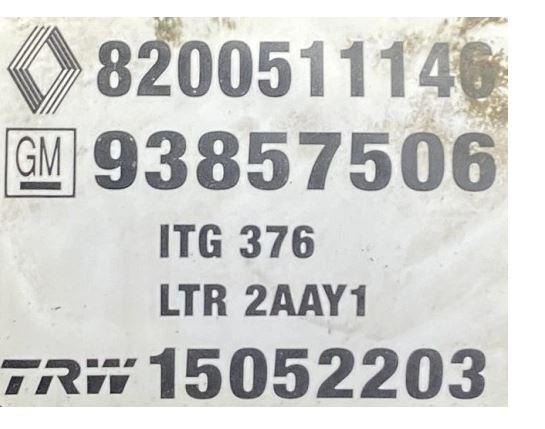 8200511146
GM 93857506
ITG 376
LTR 2AAY1
TRW 15052203